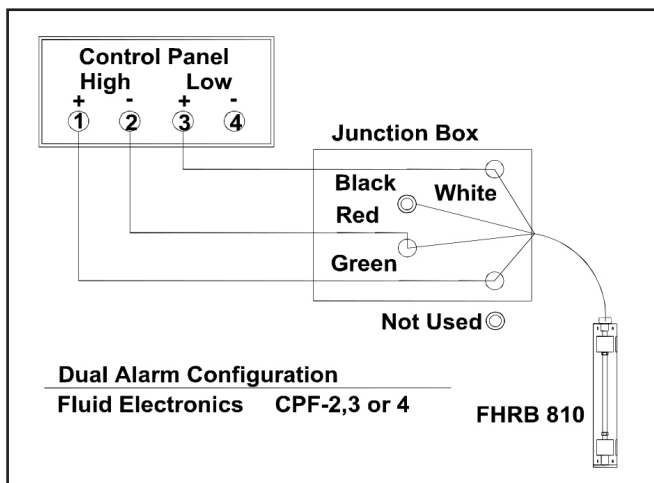 Control Panel
High Low
+ - + -
1 2 3 4
Junction Box
Black
White
Red
Green
Not Used
Dual Alarm Configuration
Fluid Electronics CPF-2,3 or 4
FHRB 810